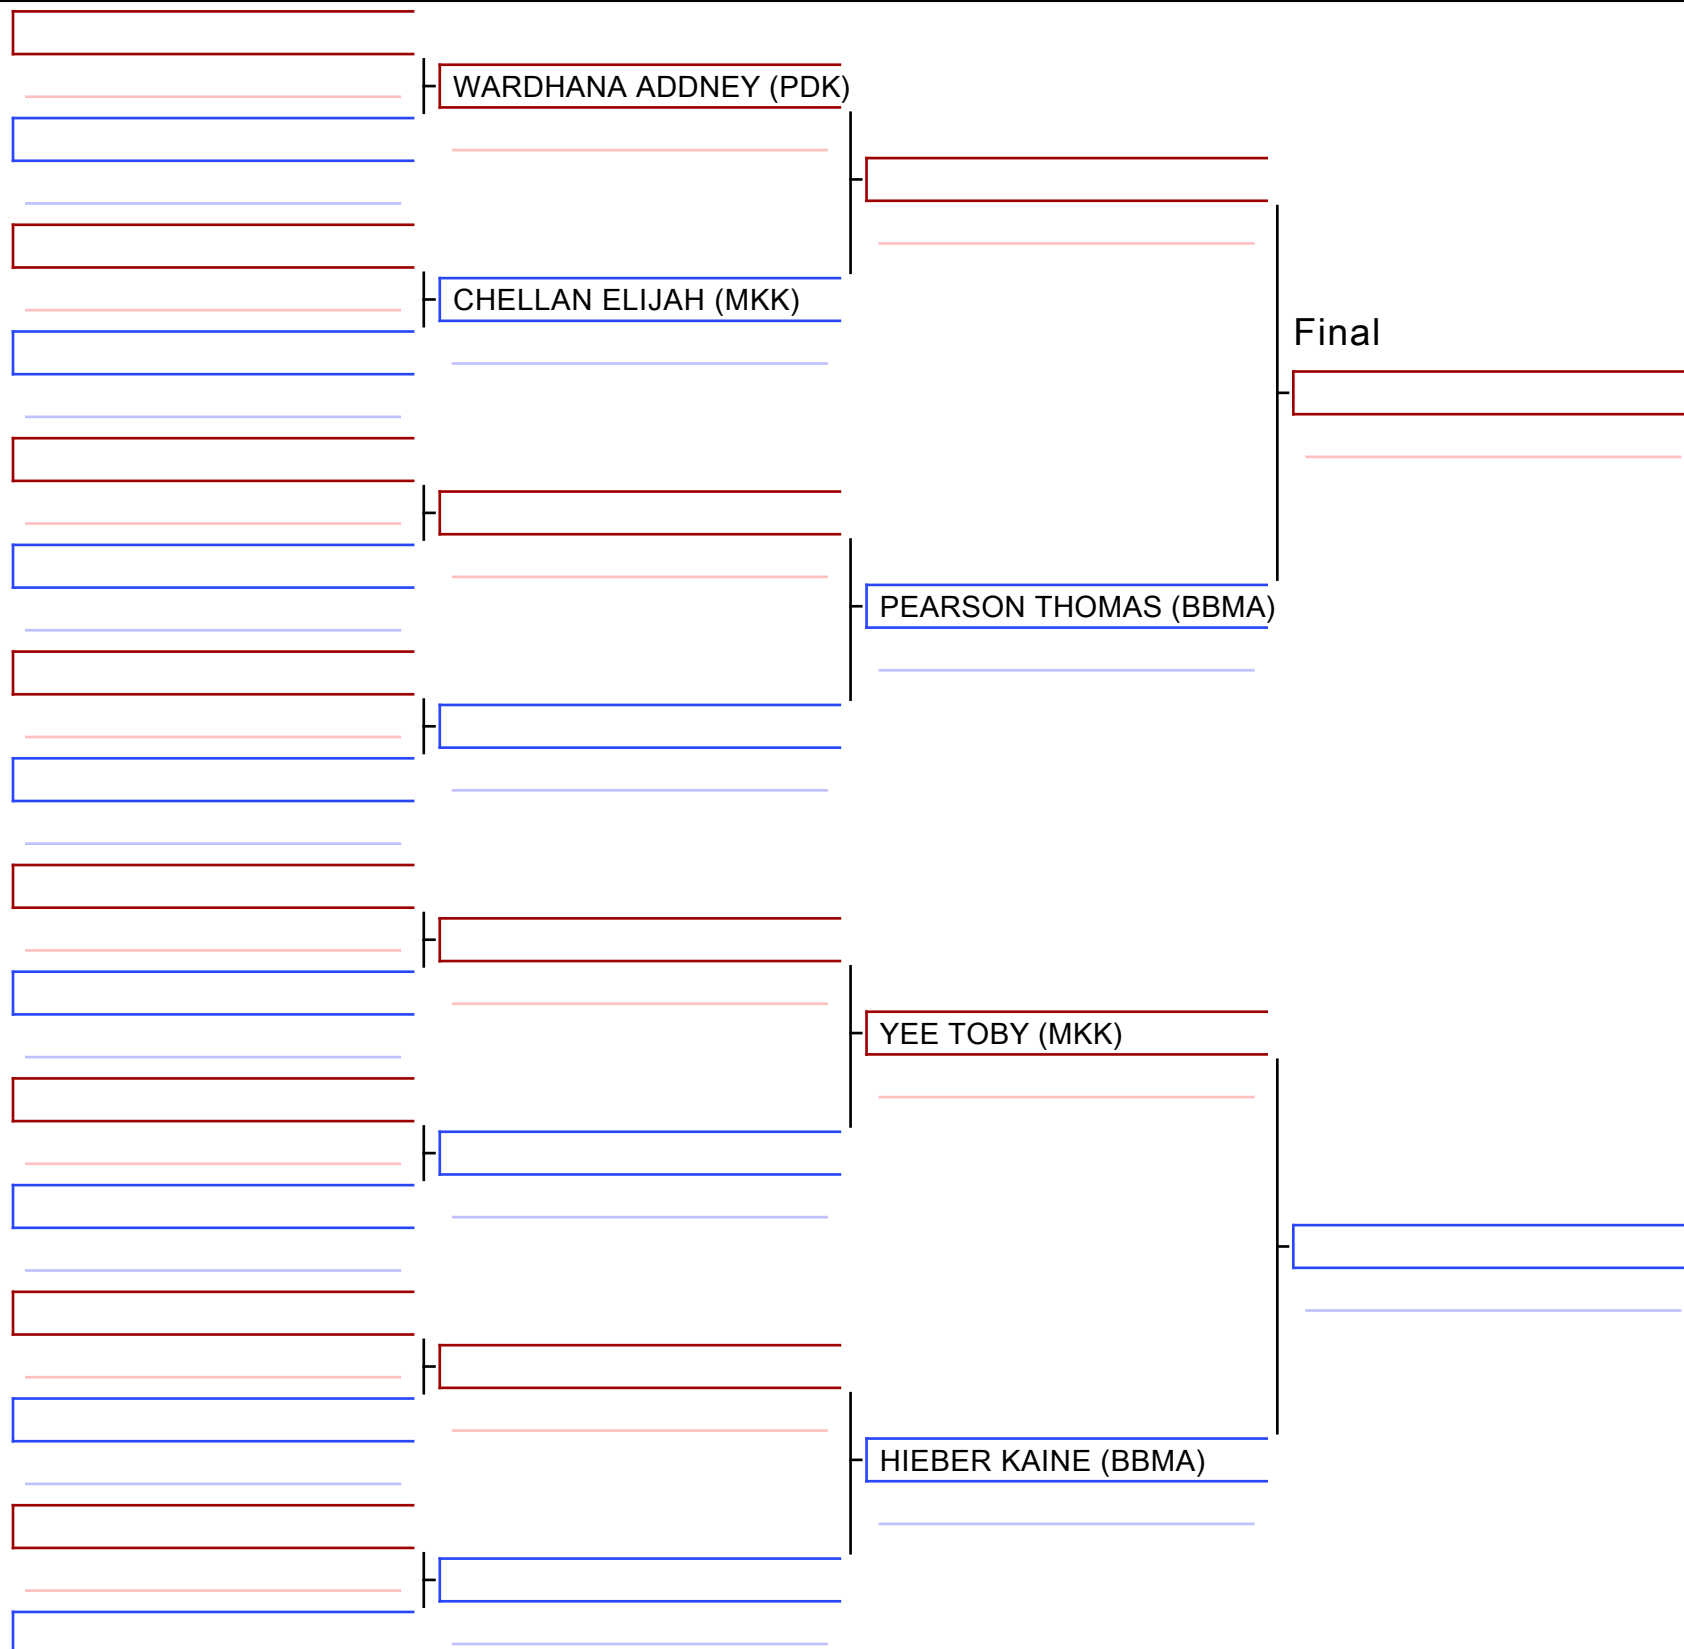 WARDHANA ADDNEY (PDK)
CHELLAN ELIJAH (MKK)
Final
PEARSON THOMAS (BBMA)
YEE TOBY (MKK)
HIEBER KAINE (BBMA)